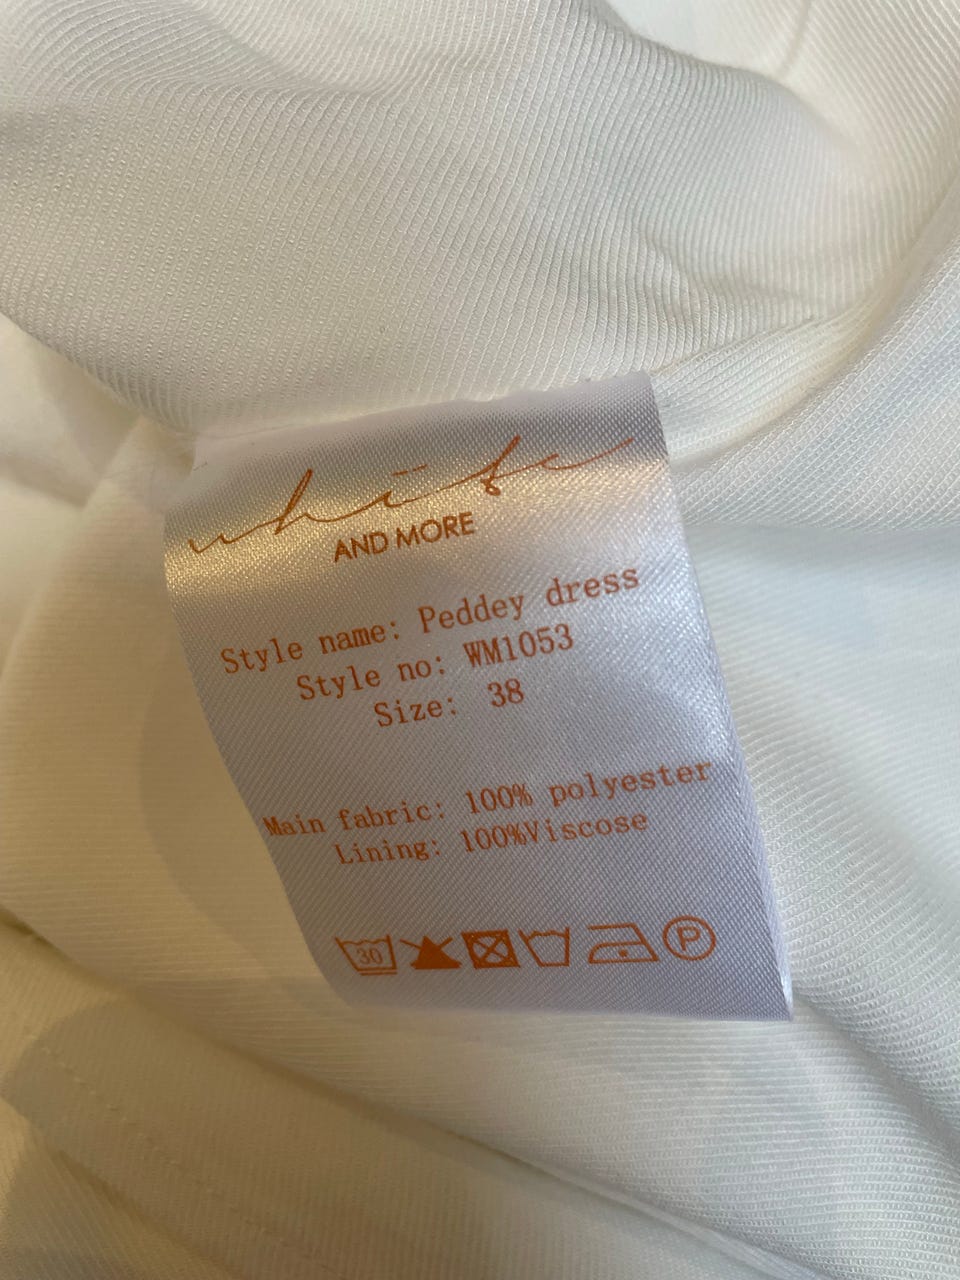 white
AND MORE
Style name: Peddey dress
Style no: WM1053
Size: 38
Main fabric: 100% polyester
Lining: 100%Viscose
30 P